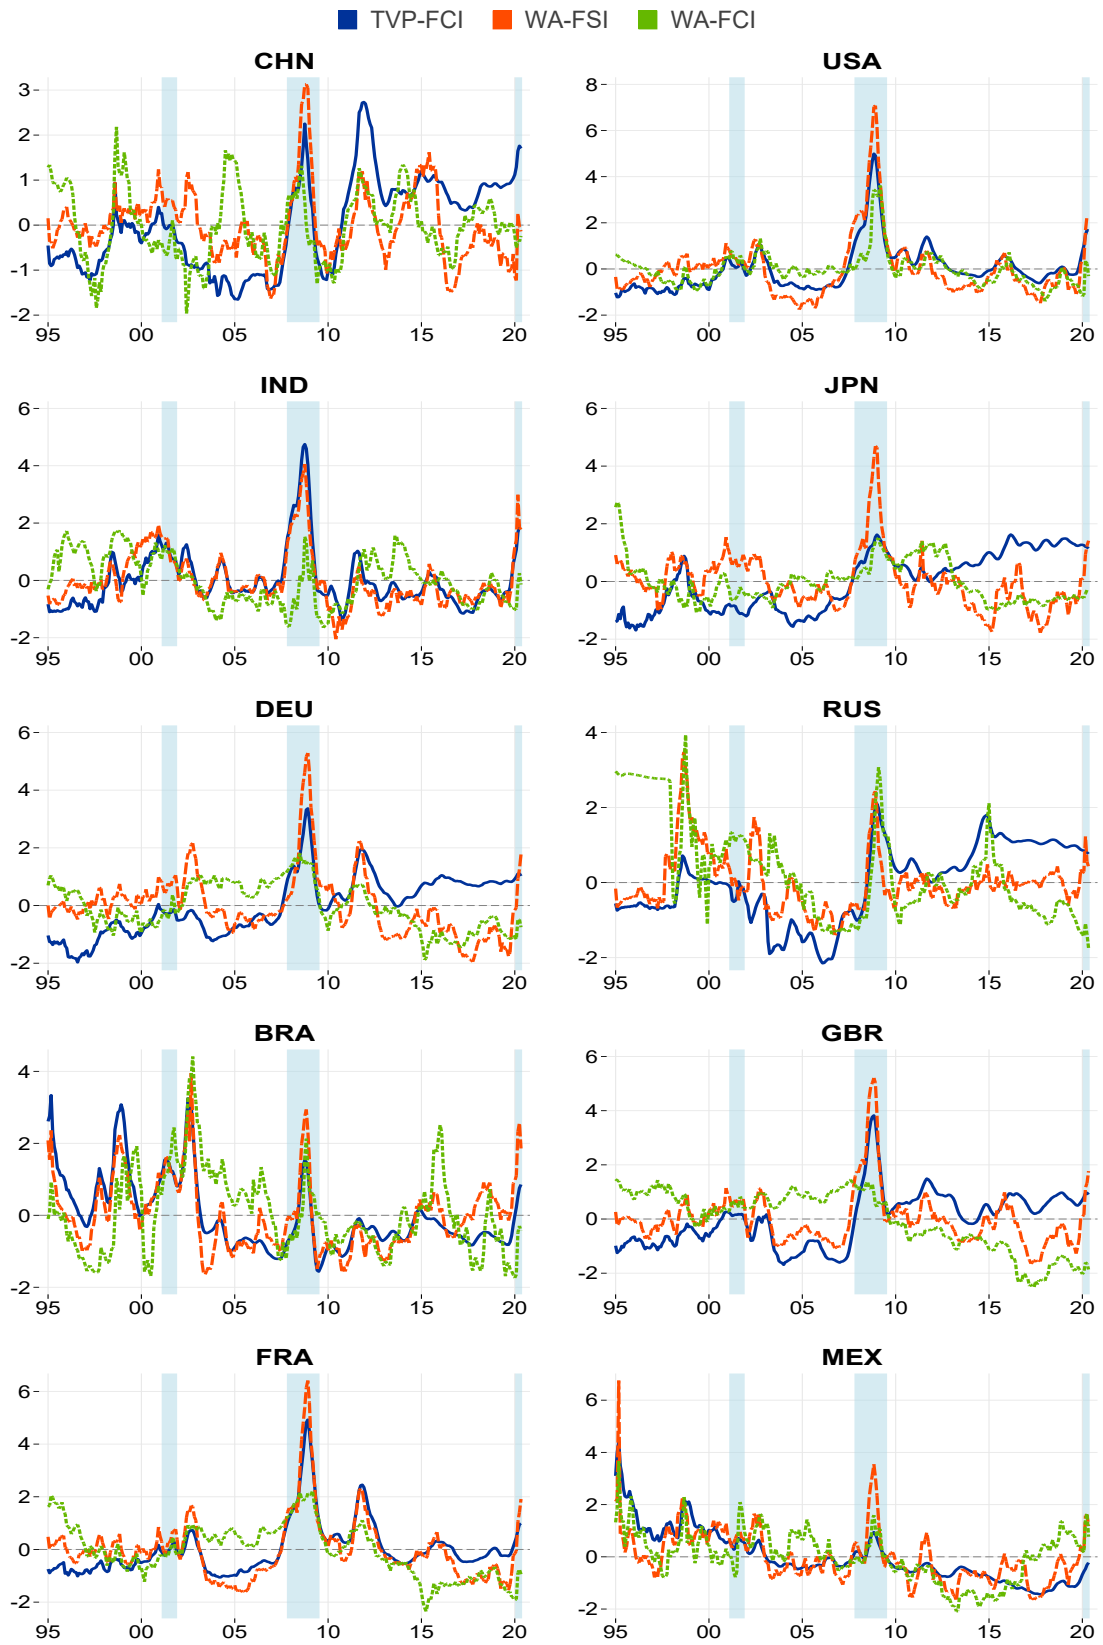 TVP-FCI WA-FSI WA-FCI
CHN USA
3 8
2 6
1 4
0 2
-1 0
-2 -2
95 00 05 10 15 20 95 00 05 10 15 20
IND JPN
6 6
4 4
2 2
0 0
-2 -2
95 00 05 10 15 20 95 00 05 10 15 20
DEU RUS
6 4
4 2
2 0
0 -2
-2
95 00 05 10 15 20 95 00 05 10 15 20
BRA GBR
4 6
2 4
0 2
-2 0
-2
95 00 05 10 15 20 95 00 05 10 15 20
FRA MEX
6 6
4 4
2 2
0 0
-2 -2
95 00 05 10 15 20 95 00 05 10 15 20